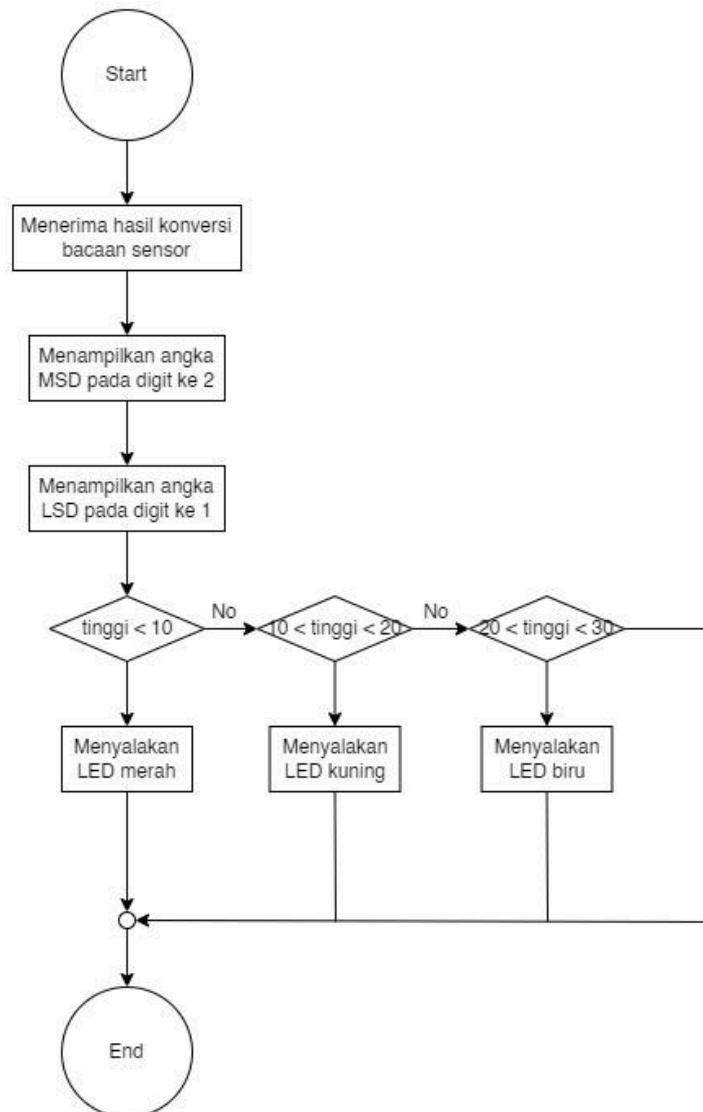 Start
Menerima hasil konversi
bacaan sensor
Menampilkan angka
MSD pada digit ke 2
Menampilkan angka
LSD pada digit ke 1
tinggi < 10
No
10 < tinggi < 20
No
20 < tinggi < 30
Menyalakan
LED merah
Menyalakan
LED kuning
Menyalakan
LED biru
End